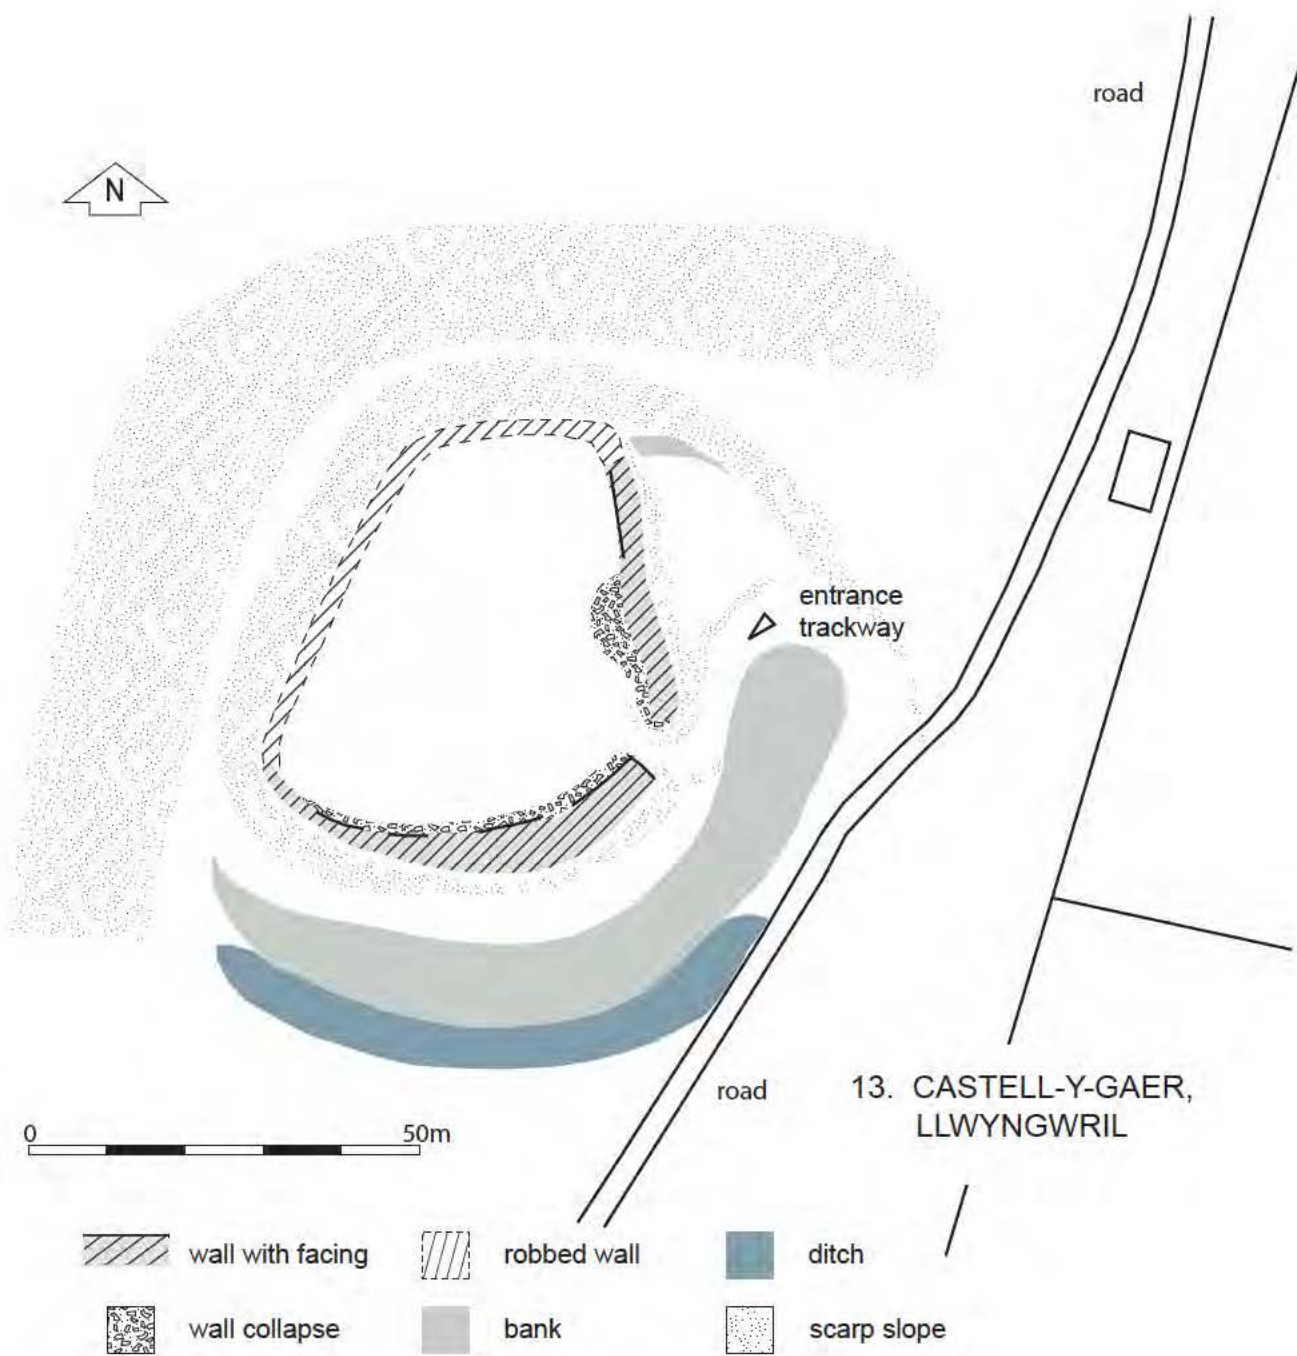 road
N
entrance
trackway
road
13. CASTELL-Y-GAER,
LLWYNGWRIL
0 50m
wall with facing
robbed wall
ditch
wall collapse
bank
scarp slope